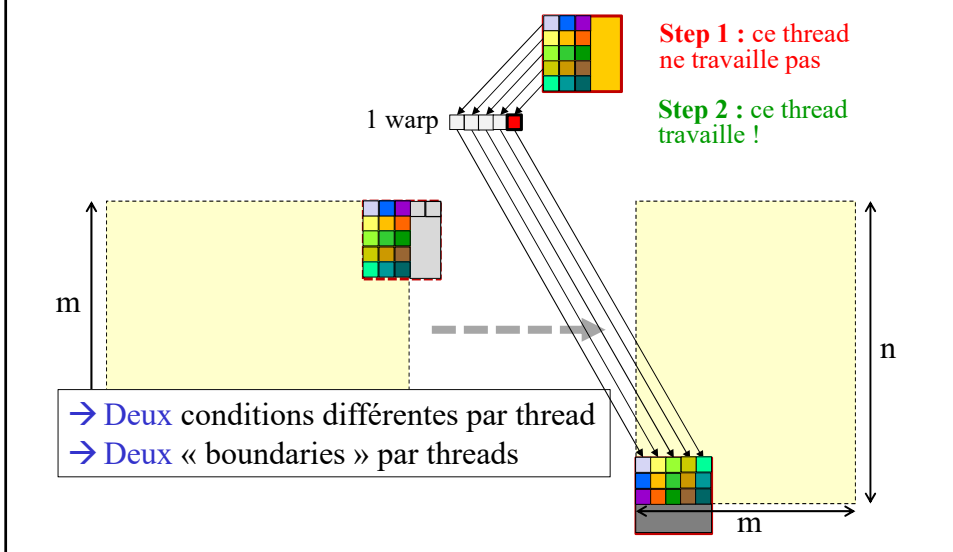 Step 1 : ce thread
ne travaille pas
Step 2 : ce thread
travaille !
1 warp
m
n
→ Deux conditions différentes par thread
→ Deux « boundaries » par threads
m